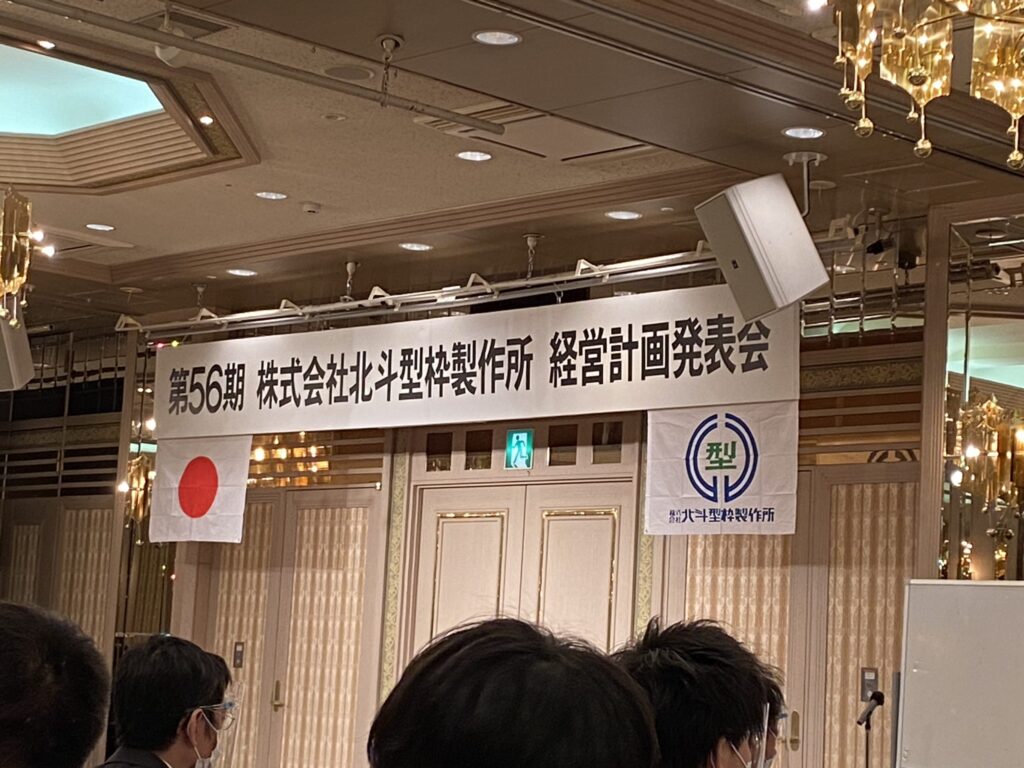 第56期 株式会社北斗型枠製作所 経営計画発表会
型
株式会社北斗型枠製作所